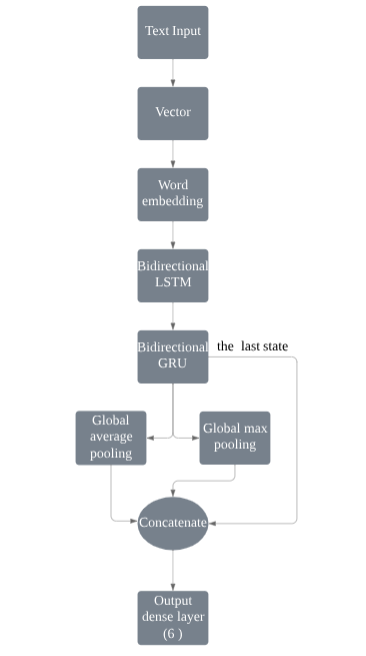 Text Input
Vector
Word
embedding
Bidirectional
LSTM
Bidirectional
GRU
the last state
Global
average
pooling
Global max
pooling
Concatenate
Output
dense layer
(6 )